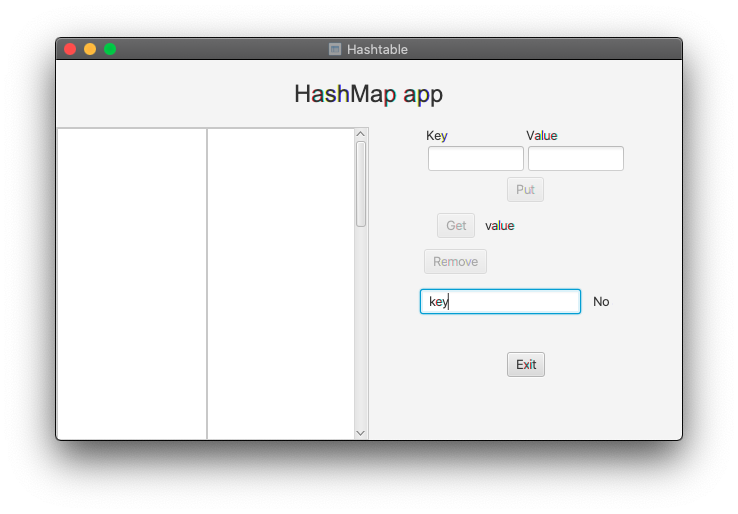 Hashtable
HashMap app
Key Value
Put
Get value
Remove
key No
Exit